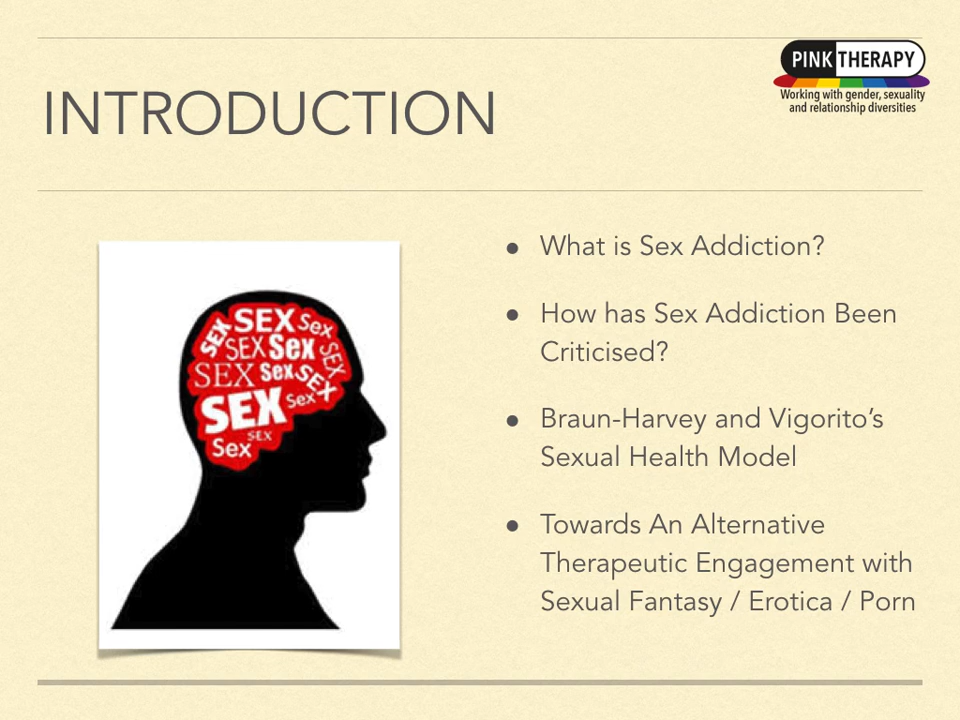 PINK THERAPY
Working with gender, sexuality
and relationship diversities
INTRODUCTION
SEX SEX Sex
SEX Sex SEX
SEX Sex SEX
SEX Sex
SEX
Sex
• What is Sex Addiction?
• How has Sex Addiction Been
Criticised?
• Braun-Harvey and Vigorito’s
Sexual Health Model
• Towards An Alternative
Therapeutic Engagement with
Sexual Fantasy / Erotica / Porn